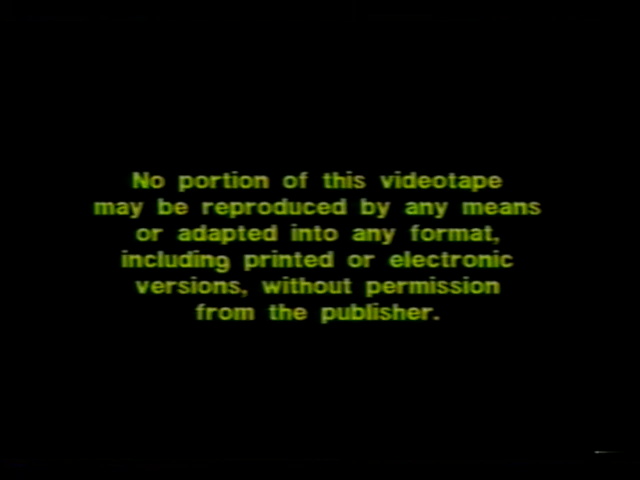 No portion of this videotape
may be reproduced by any means
or adapted into any format,
including printed or electronic
versions, without permission
from the publisher.